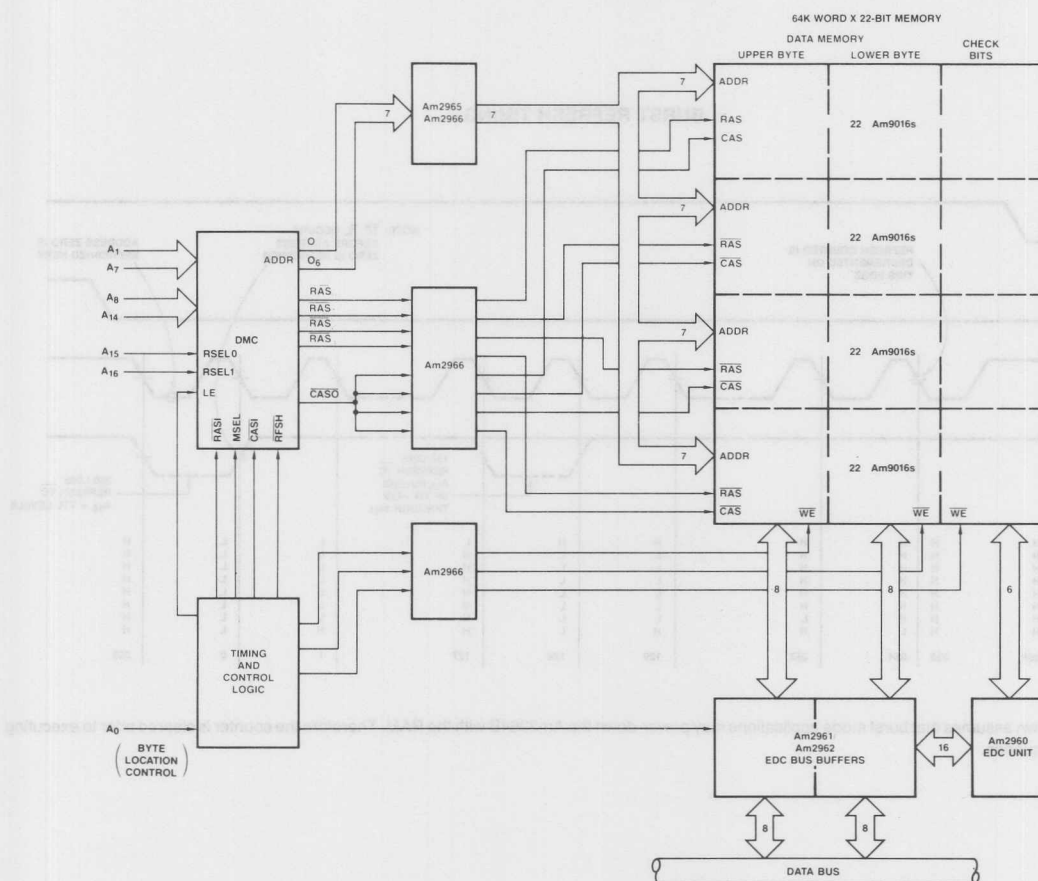 64K WORD X 22-BIT MEMORY
DATA MEMORY
UPPER BYTE
LOWER BYTE
CHECK
BITS
Am2965
Am2966
7
7
7
ADDR
RAS
CAS
22 Am9016s
7
ADDR
RAS
CAS
22 Am9016s
7
ADDR
RAS
CAS
22 Am9016s
7
ADDR
RAS
CAS
22 Am9016s
WE
WE
WE
A1
A7
A8
A14
A15
A16
RSEL0
RSEL1
LE
DMC
ADDR
O
O6
RAS
RAS
RAS
RAS
CASO
RASI
MSEL
CASI
RFSH
Am2966
Am2966
TIMING
AND
CONTROL
LOGIC
A0
BYTE
LOCATION
CONTROL
8
8
6
Am2961
Am2962
EDC BUS BUFFERS
16
Am2960
EDC UNIT
8
8
DATA BUS